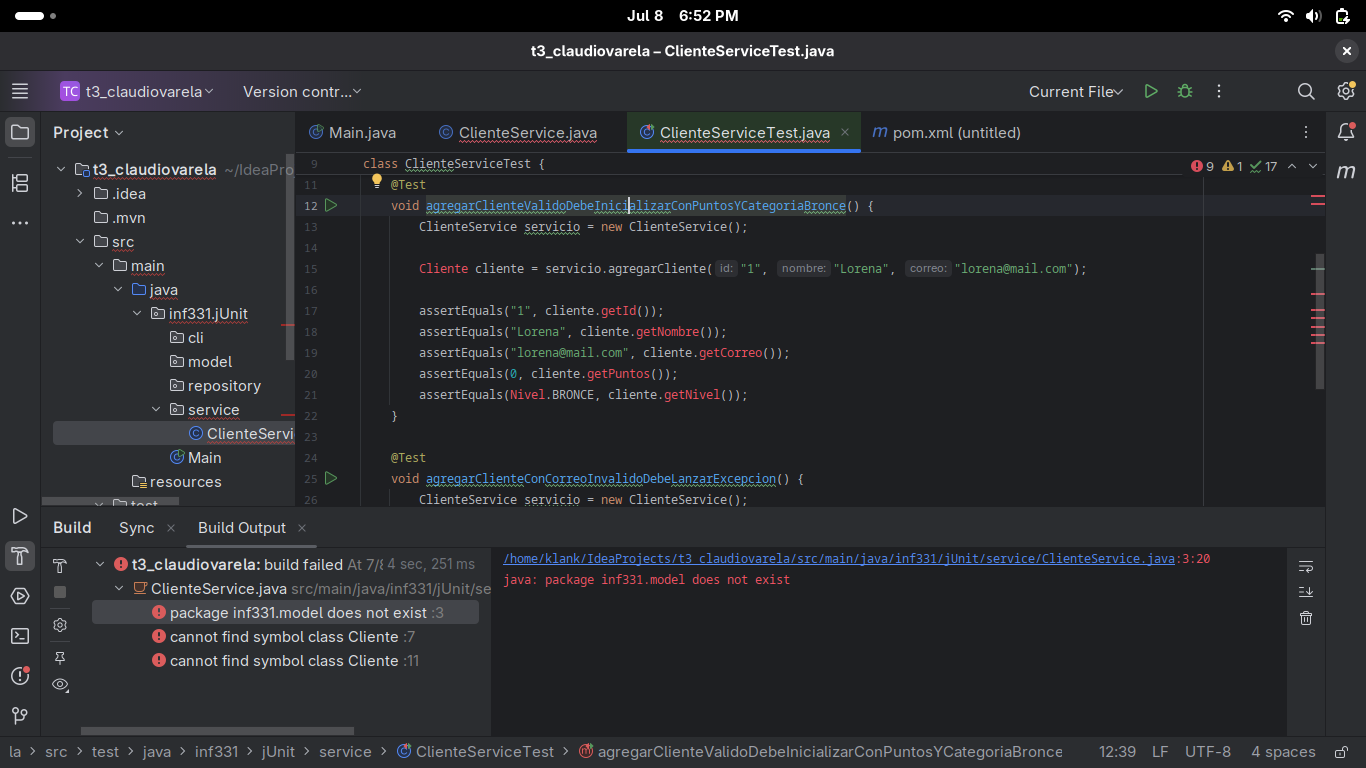 Jul 8 6:52 PM
t3_claudiovarela – ClienteServiceTest.java
TC t3_claudiovarela Version contr... Current File
Project
Main.java ClienteService.java ClienteServiceTest.java pom.xml (untitled)
t3_claudiovarela ~/IdeaPro
.idea
.mvn
src
main
java
inf331.jUnit
cli
model
repository
service
ClienteServi
Main
resources
test
9 class ClienteServiceTest { 9 1 17
11 @Test
12 void agregarClienteValidoDebeInicializarConPuntosYCategoriaBronce() {
13 ClienteService servicio = new ClienteService();
14
15 Cliente cliente = servicio.agregarCliente( id: "1", nombre: "Lorena", correo: "lorena@mail.com");
16
17 assertEquals("1", cliente.getId());
18 assertEquals("Lorena", cliente.getNombre());
19 assertEquals("lorena@mail.com", cliente.getCorreo());
20 assertEquals(0, cliente.getPuntos());
21 assertEquals(Nivel.BRONCE, cliente.getNivel());
22 }
23
24 @Test
25 void agregarClienteConCorreoInvalidoDebeLanzarExcepcion() {
26 ClienteService servicio = new ClienteService();
Build Sync Build Output
t3_claudiovarela: build failed At 7/8 4 sec, 251 ms
ClienteService.java src/main/java/inf331/jUnit/se
package inf331.model does not exist :3
cannot find symbol class Cliente :7
cannot find symbol class Cliente :11
/home/klank/IdeaProjects/t3_claudiovarela/src/main/java/inf331/jUnit/service/ClienteService.java:3:20
java: package inf331.model does not exist
la > src > test > java > inf331 > jUnit > service > ClienteServiceTest > agregarClienteValidoDebeInicializarConPuntosYCategoriaBronce 12:39 LF UTF-8 4 spaces